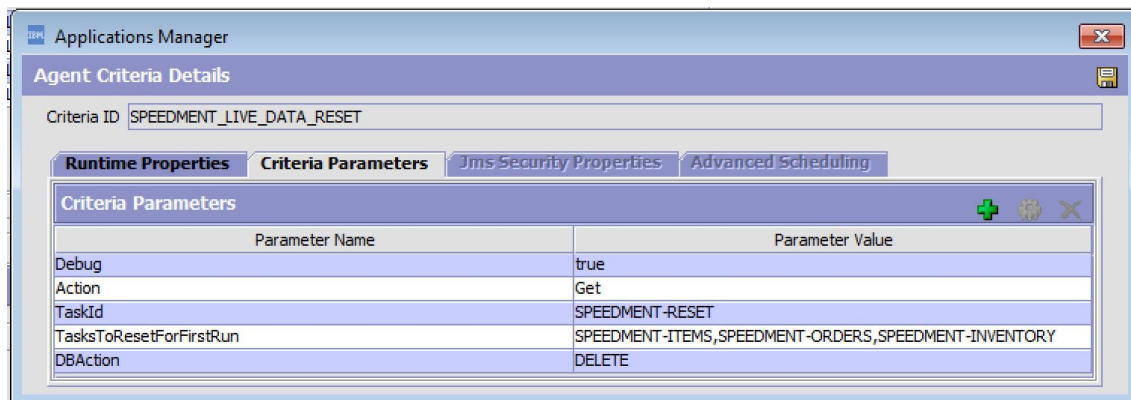 IBM Applications Manager
Agent Criteria Details
Criteria ID SPEEDMENT_LIVE_DATA_RESET
Runtime Properties Criteria Parameters Jms Security Properties Advanced Scheduling
Criteria Parameters
Parameter Name Parameter Value
Debug true
Action Get
TaskId SPEEDMENT-RESET
TasksToResetForFirstRun SPEEDMENT-ITEMS,SPEEDMENT-ORDERS,SPEEDMENT-INVENTORY
DBAction DELETE